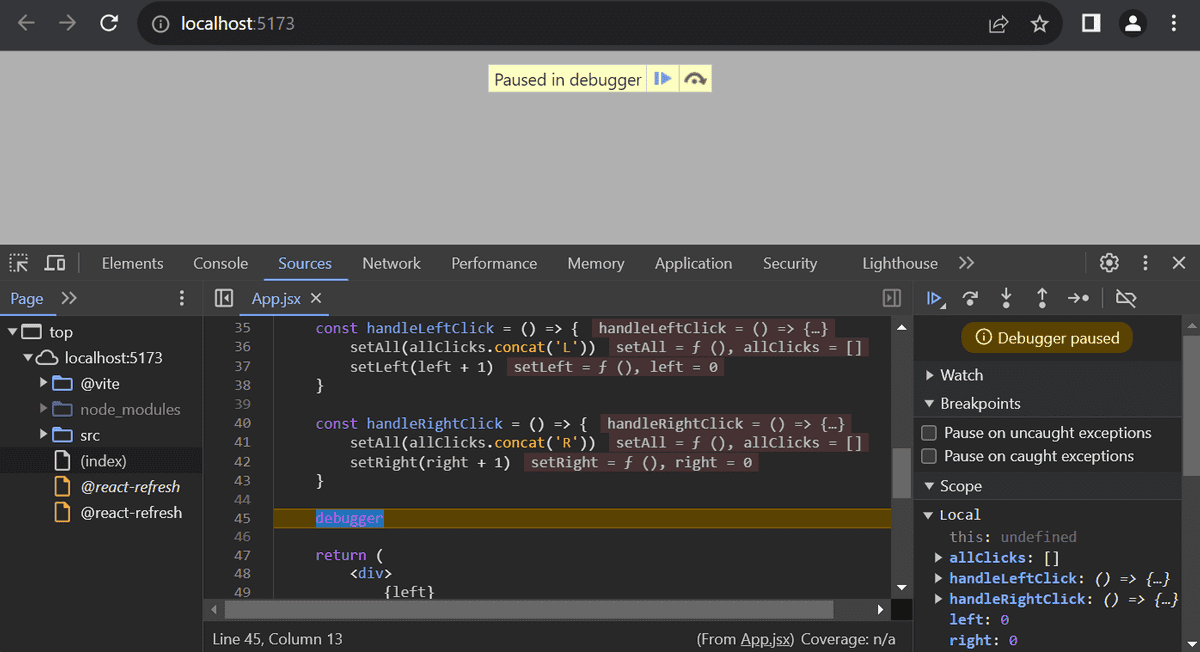 localhost:5173
Paused in debugger
Elements Console Sources Network Performance Memory Application Security Lighthouse
Page
App.jsx
top
localhost:5173
@vite
node_modules
src
(index)
@react-refresh
@react-refresh
35 const handleLeftClick = () => { handleLeftClick = () => {…}
36 setAll(allClicks.concat('L')) setAll = ƒ (), allClicks = []
37 setLeft(left + 1) setLeft = ƒ (), left = 0
38 }
39
40 const handleRightClick = () => { handleRightClick = () => {…}
41 setAll(allClicks.concat('R')) setAll = ƒ (), allClicks = []
42 setRight(right + 1) setRight = ƒ (), right = 0
43 }
44
45 debugger
46
47 return (
48 <div>
49 {left}
Line 45, Column 13 (From App.jsx) Coverage: n/a
Debugger paused
Watch
Breakpoints
Pause on uncaught exceptions
Pause on caught exceptions
Scope
Local
this: undefined
allClicks: []
handleLeftClick: () => {…}
handleRightClick: () => {…}
left: 0
right: 0